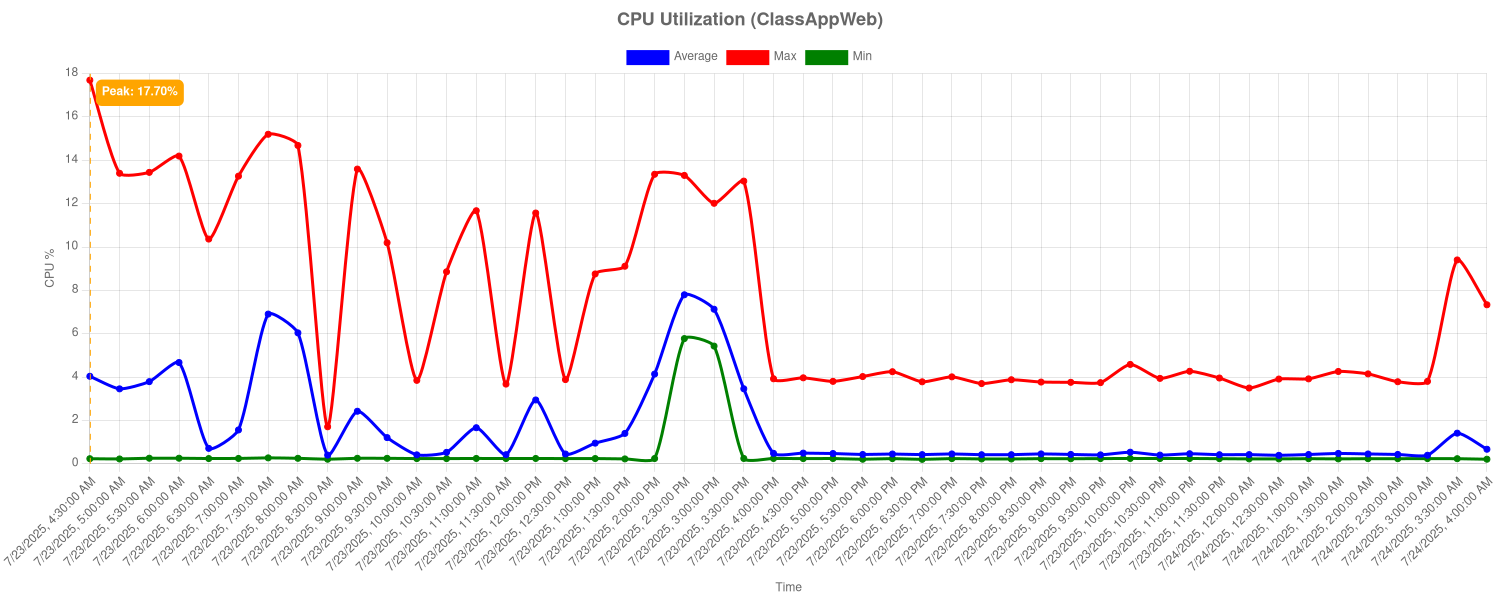 CPU Utilization (ClassAppWeb)
Average Max Min
18
Peak: 17.70%
16
14
12
10
8
6
4
2
0
CPU %
7/23/2025, 4:30:00 AM
7/23/2025, 5:00:00 AM
7/23/2025, 5:30:00 AM
7/23/2025, 6:00:00 AM
7/23/2025, 6:30:00 AM
7/23/2025, 7:00:00 AM
7/23/2025, 7:30:00 AM
7/23/2025, 8:00:00 AM
7/23/2025, 8:30:00 AM
7/23/2025, 9:00:00 AM
7/23/2025, 9:30:00 AM
7/23/2025, 10:00:00 AM
7/23/2025, 10:30:00 AM
7/23/2025, 11:00:00 AM
7/23/2025, 11:30:00 AM
7/23/2025, 12:00:00 PM
7/23/2025, 12:30:00 PM
7/23/2025, 1:00:00 PM
7/23/2025, 1:30:00 PM
7/23/2025, 2:00:00 PM
7/23/2025, 2:30:00 PM
7/23/2025, 3:00:00 PM
7/23/2025, 3:30:00 PM
7/23/2025, 4:00:00 PM
7/23/2025, 4:30:00 PM
7/23/2025, 5:00:00 PM
7/23/2025, 5:30:00 PM
7/23/2025, 6:00:00 PM
7/23/2025, 6:30:00 PM
7/23/2025, 7:00:00 PM
7/23/2025, 7:30:00 PM
7/23/2025, 8:00:00 PM
7/23/2025, 8:30:00 PM
7/23/2025, 9:00:00 PM
7/23/2025, 9:30:00 PM
7/23/2025, 10:00:00 PM
7/23/2025, 10:30:00 PM
7/23/2025, 11:00:00 PM
7/23/2025, 11:30:00 PM
7/24/2025, 12:00:00 AM
7/24/2025, 12:30:00 AM
7/24/2025, 1:00:00 AM
7/24/2025, 1:30:00 AM
7/24/2025, 2:00:00 AM
7/24/2025, 2:30:00 AM
7/24/2025, 3:00:00 AM
7/24/2025, 3:30:00 AM
7/24/2025, 4:00:00 AM
Time